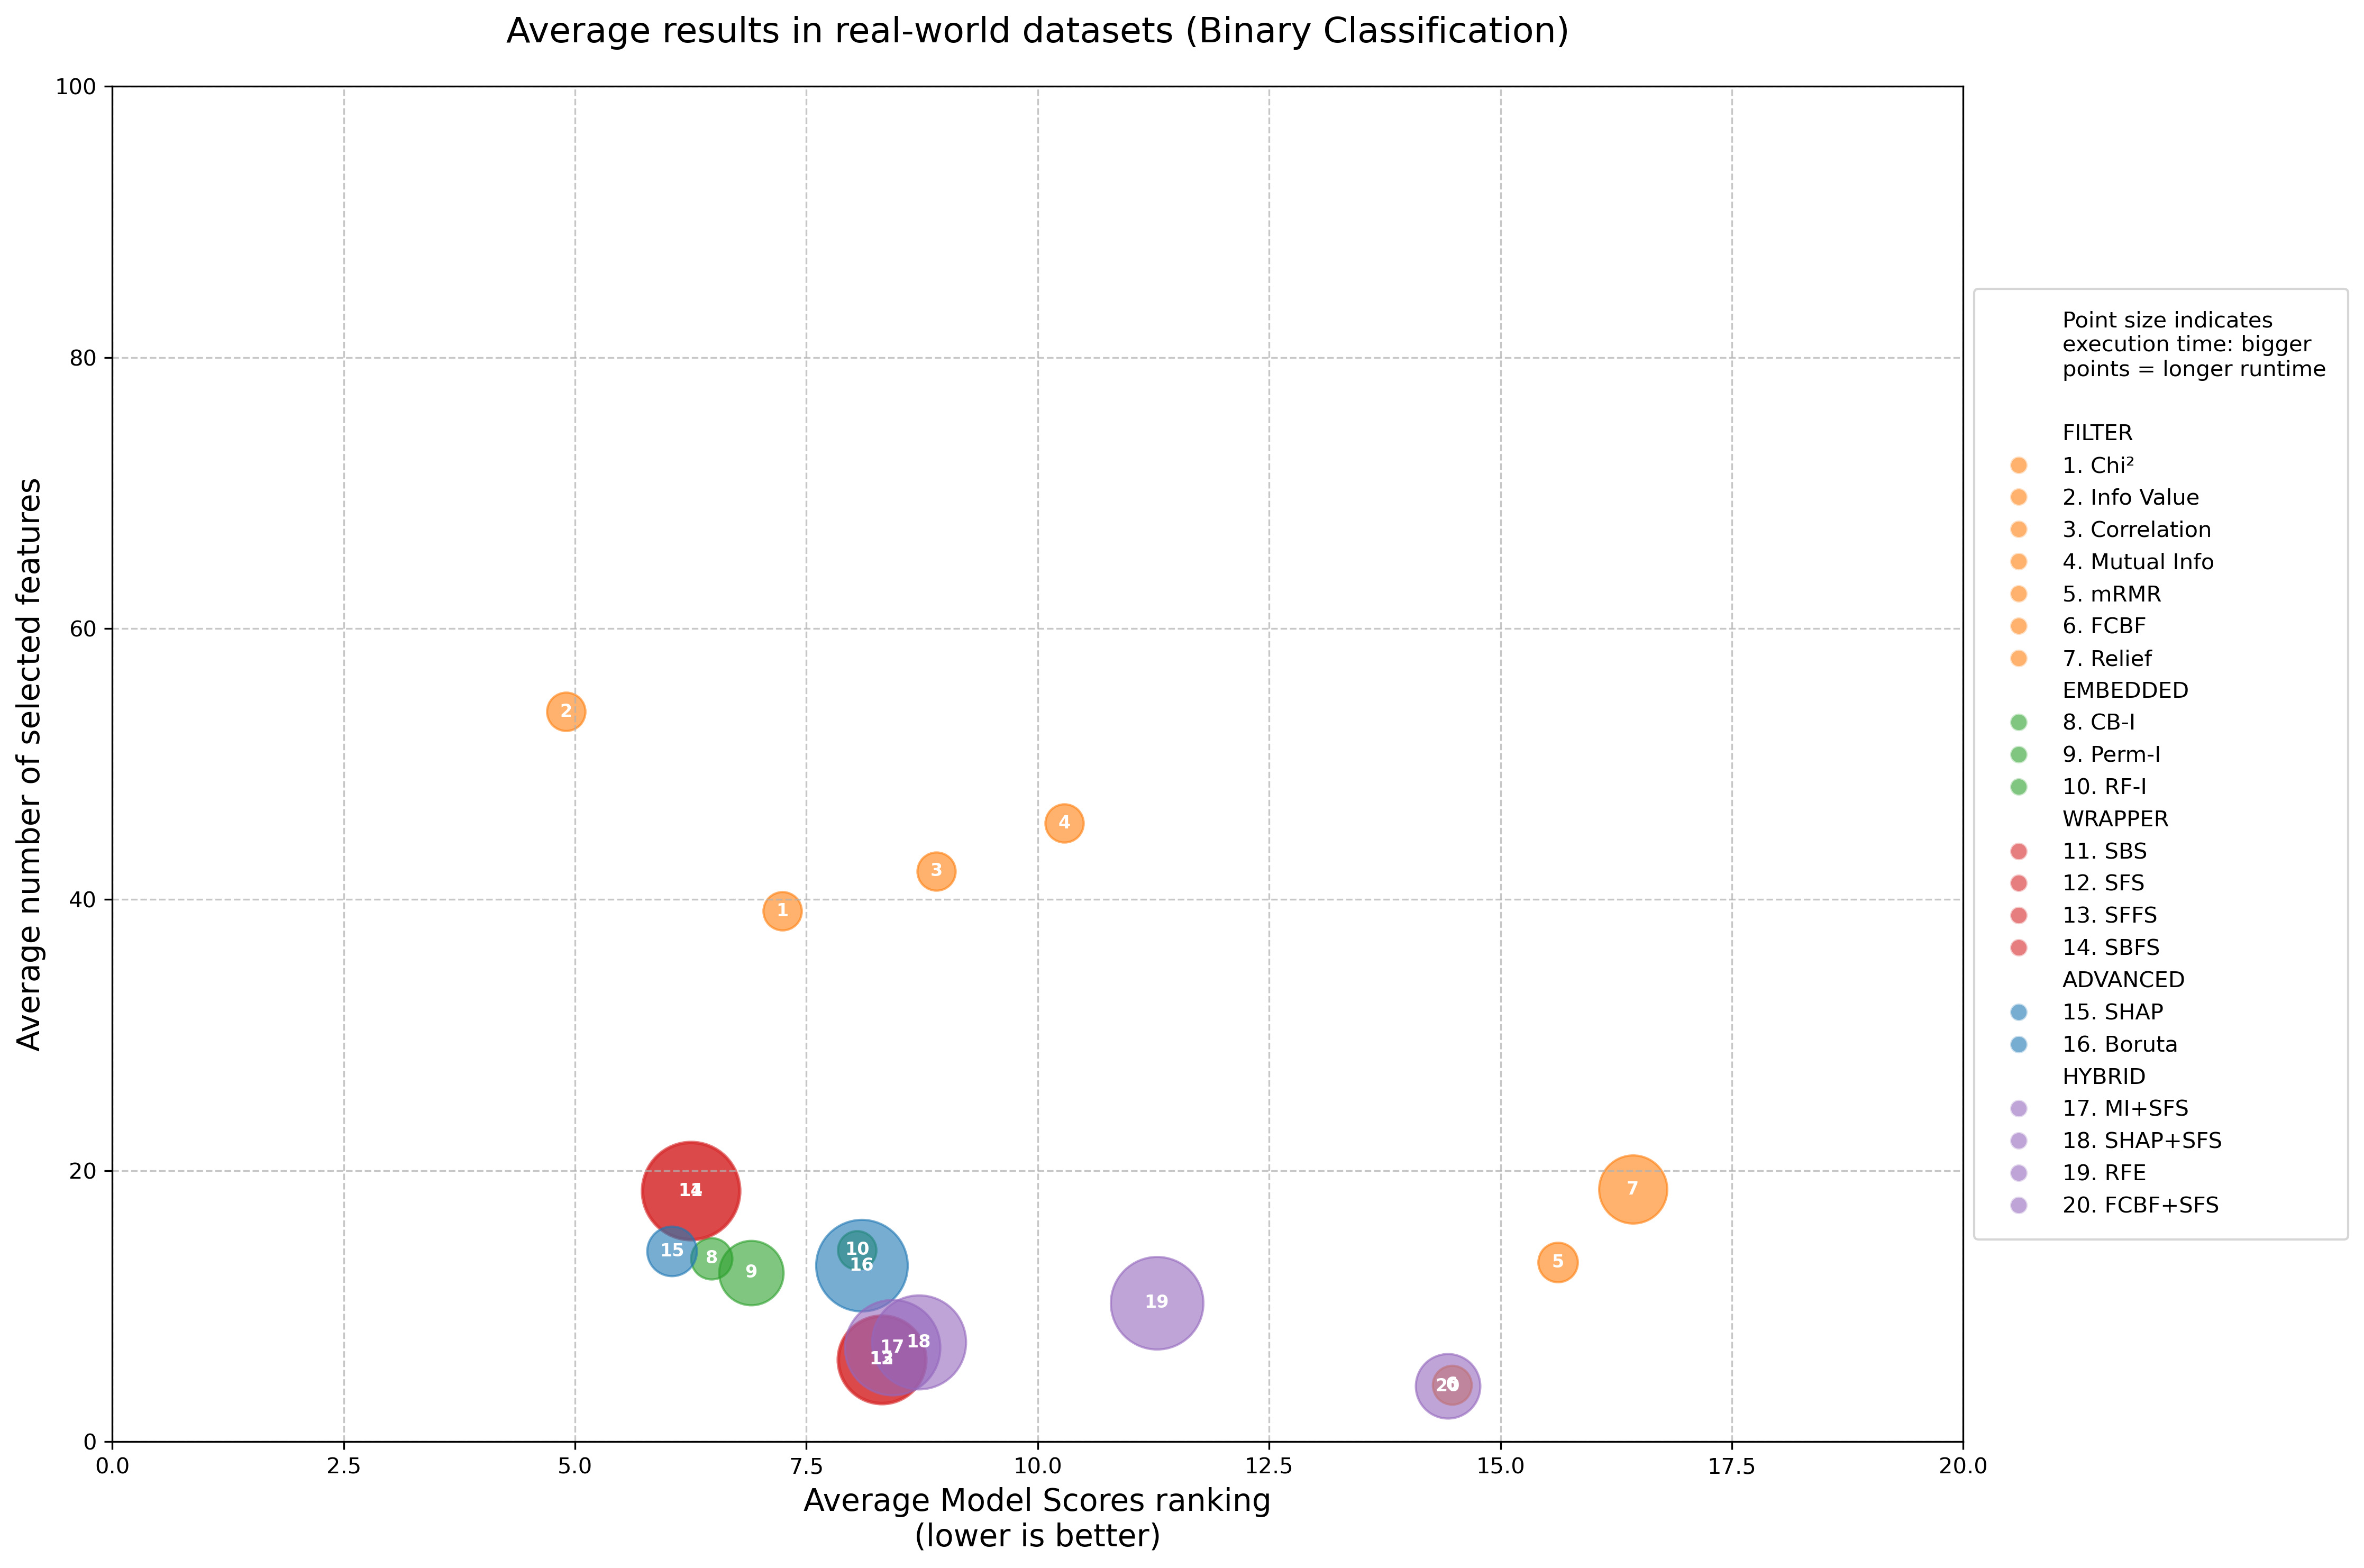 Average results in real-world datasets (Binary Classification)
Average number of selected features
100
80
60
40
20
0
2
4
3
1
11
7
15
8
9
10
16
5
19
17
18
12
20
6
0.0
2.5
5.0
7.5
10.0
12.5
15.0
17.5
20.0
Average Model Scores ranking
(lower is better)
Point size indicates
execution time: bigger
points = longer runtime
FILTER
1. Chi²
2. Info Value
3. Correlation
4. Mutual Info
5. mRMR
6. FCBF
7. Relief
EMBEDDED
8. CB-I
9. Perm-I
10. RF-I
WRAPPER
11. SBS
12. SFS
13. SFFS
14. SBFS
ADVANCED
15. SHAP
16. Boruta
HYBRID
17. MI+SFS
18. SHAP+SFS
19. RFE
20. FCBF+SFS